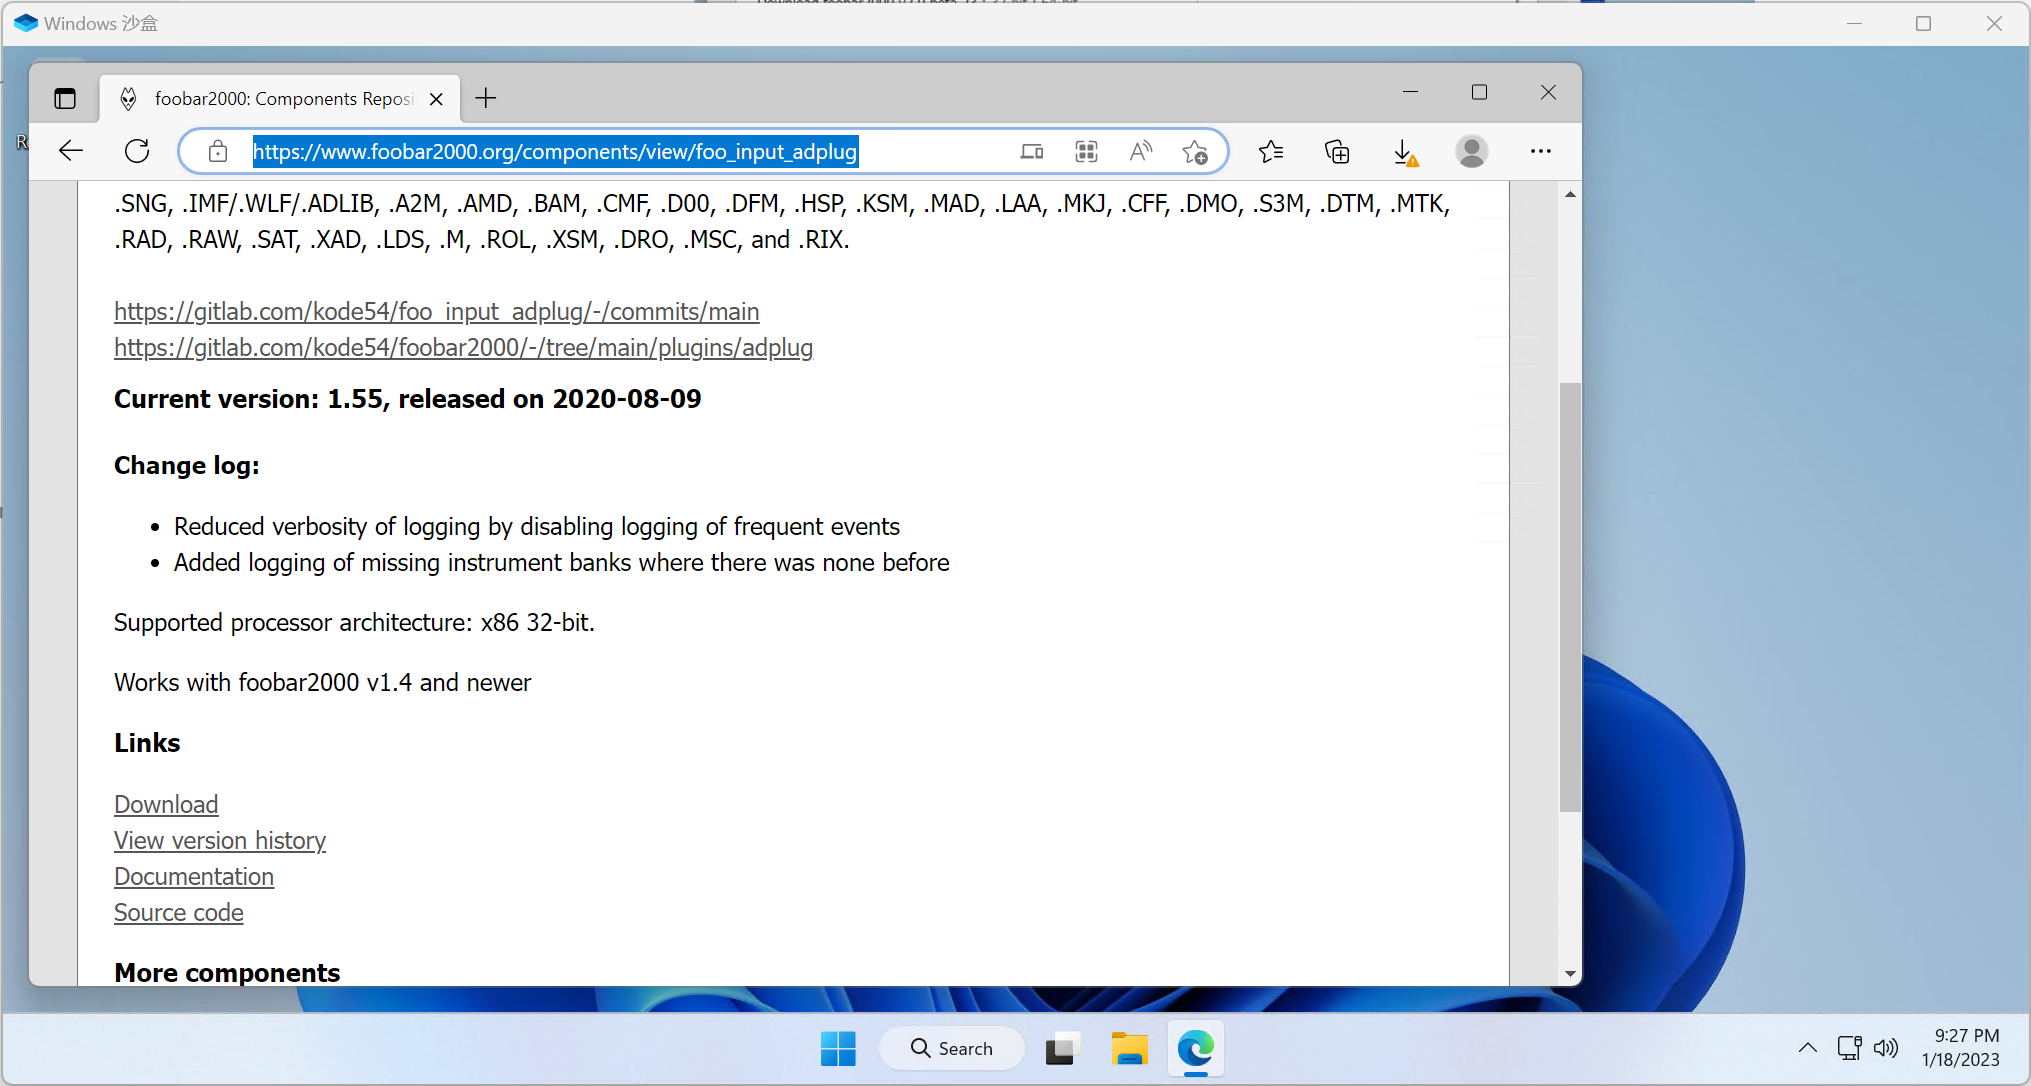 Windows 沙盒
foobar2000: Components Reposi
https://www.foobar2000.org/components/view/foo_input_adplug
.SNG, .IMF/.WLF/.ADLIB, .A2M, .AMD, .BAM, .CMF, .D00, .DFM, .HSP, .KSM, .MAD, .LAA, .MKJ, .CFF, .DMO, .S3M, .DTM, .MTK,
.RAD, .RAW, .SAT, .XAD, .LDS, .M, .ROL, .XSM, .DRO, .MSC, and .RIX.
https://gitlab.com/kode54/foo_input_adplug/-/commits/main
https://gitlab.com/kode54/foobar2000/-/tree/main/plugins/adplug
Current version: 1.55, released on 2020-08-09
Change log:
• Reduced verbosity of logging by disabling logging of frequent events
• Added logging of missing instrument banks where there was none before
Supported processor architecture: x86 32-bit.
Works with foobar2000 v1.4 and newer
Links
Download
View version history
Documentation
Source code
More components
Search
9:27 PM
1/18/2023